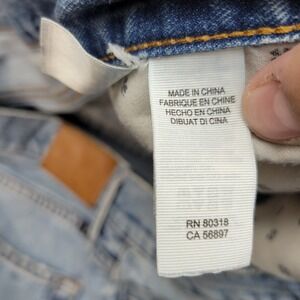 MADE IN CHINA
FABRIQUE EN CHINE
HECHO EN CHINA
DIBUAT DI CINA
RN 80318
CA 56897